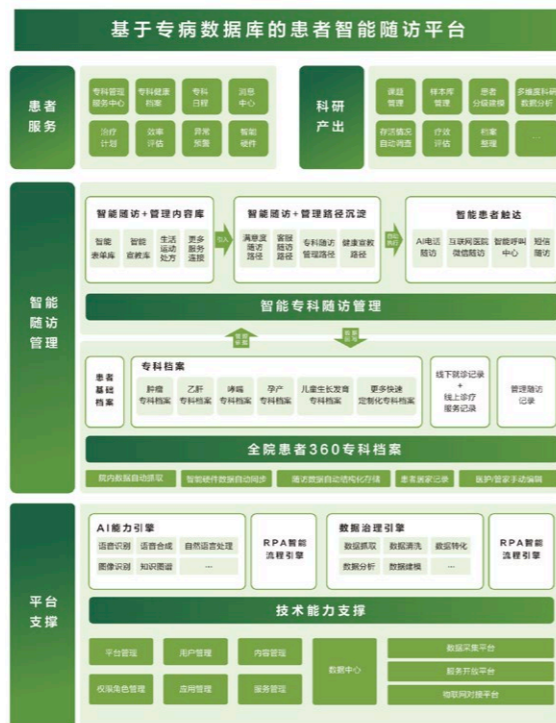 基于专病数据库的患者智能随访平台
患者
服务
专科管理
服务中心
专科健康
档案
专科
日程
消息
中心
治疗
计划
效率
评估
异常
预警
智能
硬件
科研
产出
课题
管理
样本库
管理
患者
分级建模
多维度科研
数据分析
存活情况
自动调查
疗效
评估
档案
整理
...
智能
随访
管理
智能随访+管理内容库
智能
表单库
智能
宣教库
生活
运动
处方
更多
服务
连接
引入
智能随访+管理路径沉淀
满意度
随访
路径
客服
随访
路径
专科随访
管理路径
健康宣教
路径
自动
执行
智能患者触达
AI电话
随访
互联网医院
微信随访
智能呼叫
中心
短信
随访
智能专科随访管理
患者
基础
档案
专科档案
肿瘤
专科档案
乙肝
专科档案
哮喘
专科档案
孕产
专科档案
儿童生长发育
专科档案
更多快速
定制化专科档案
线下就诊记录
+
线上诊疗
服务记录
管理随访
记录
全院患者360专科档案
院内数据自动抓取
智能硬件数据自动同步
随访数据自动结构化存储
患者居家记录
医护/管家手动编辑
平台
支撑
AI能力引擎
语音识别
语音合成
自然语言处理
图像识别
知识图谱
...
RPA智能
流程引擎
数据治理引擎
数据抓取
数据清洗
数据转化
数据分析
数据建模
...
RPA智能
流程引擎
技术能力支撑
平台管理
用户管理
内容管理
权限角色管理
应用管理
服务管理
数据中心
数据采集平台
服务开放平台
物联网对接平台